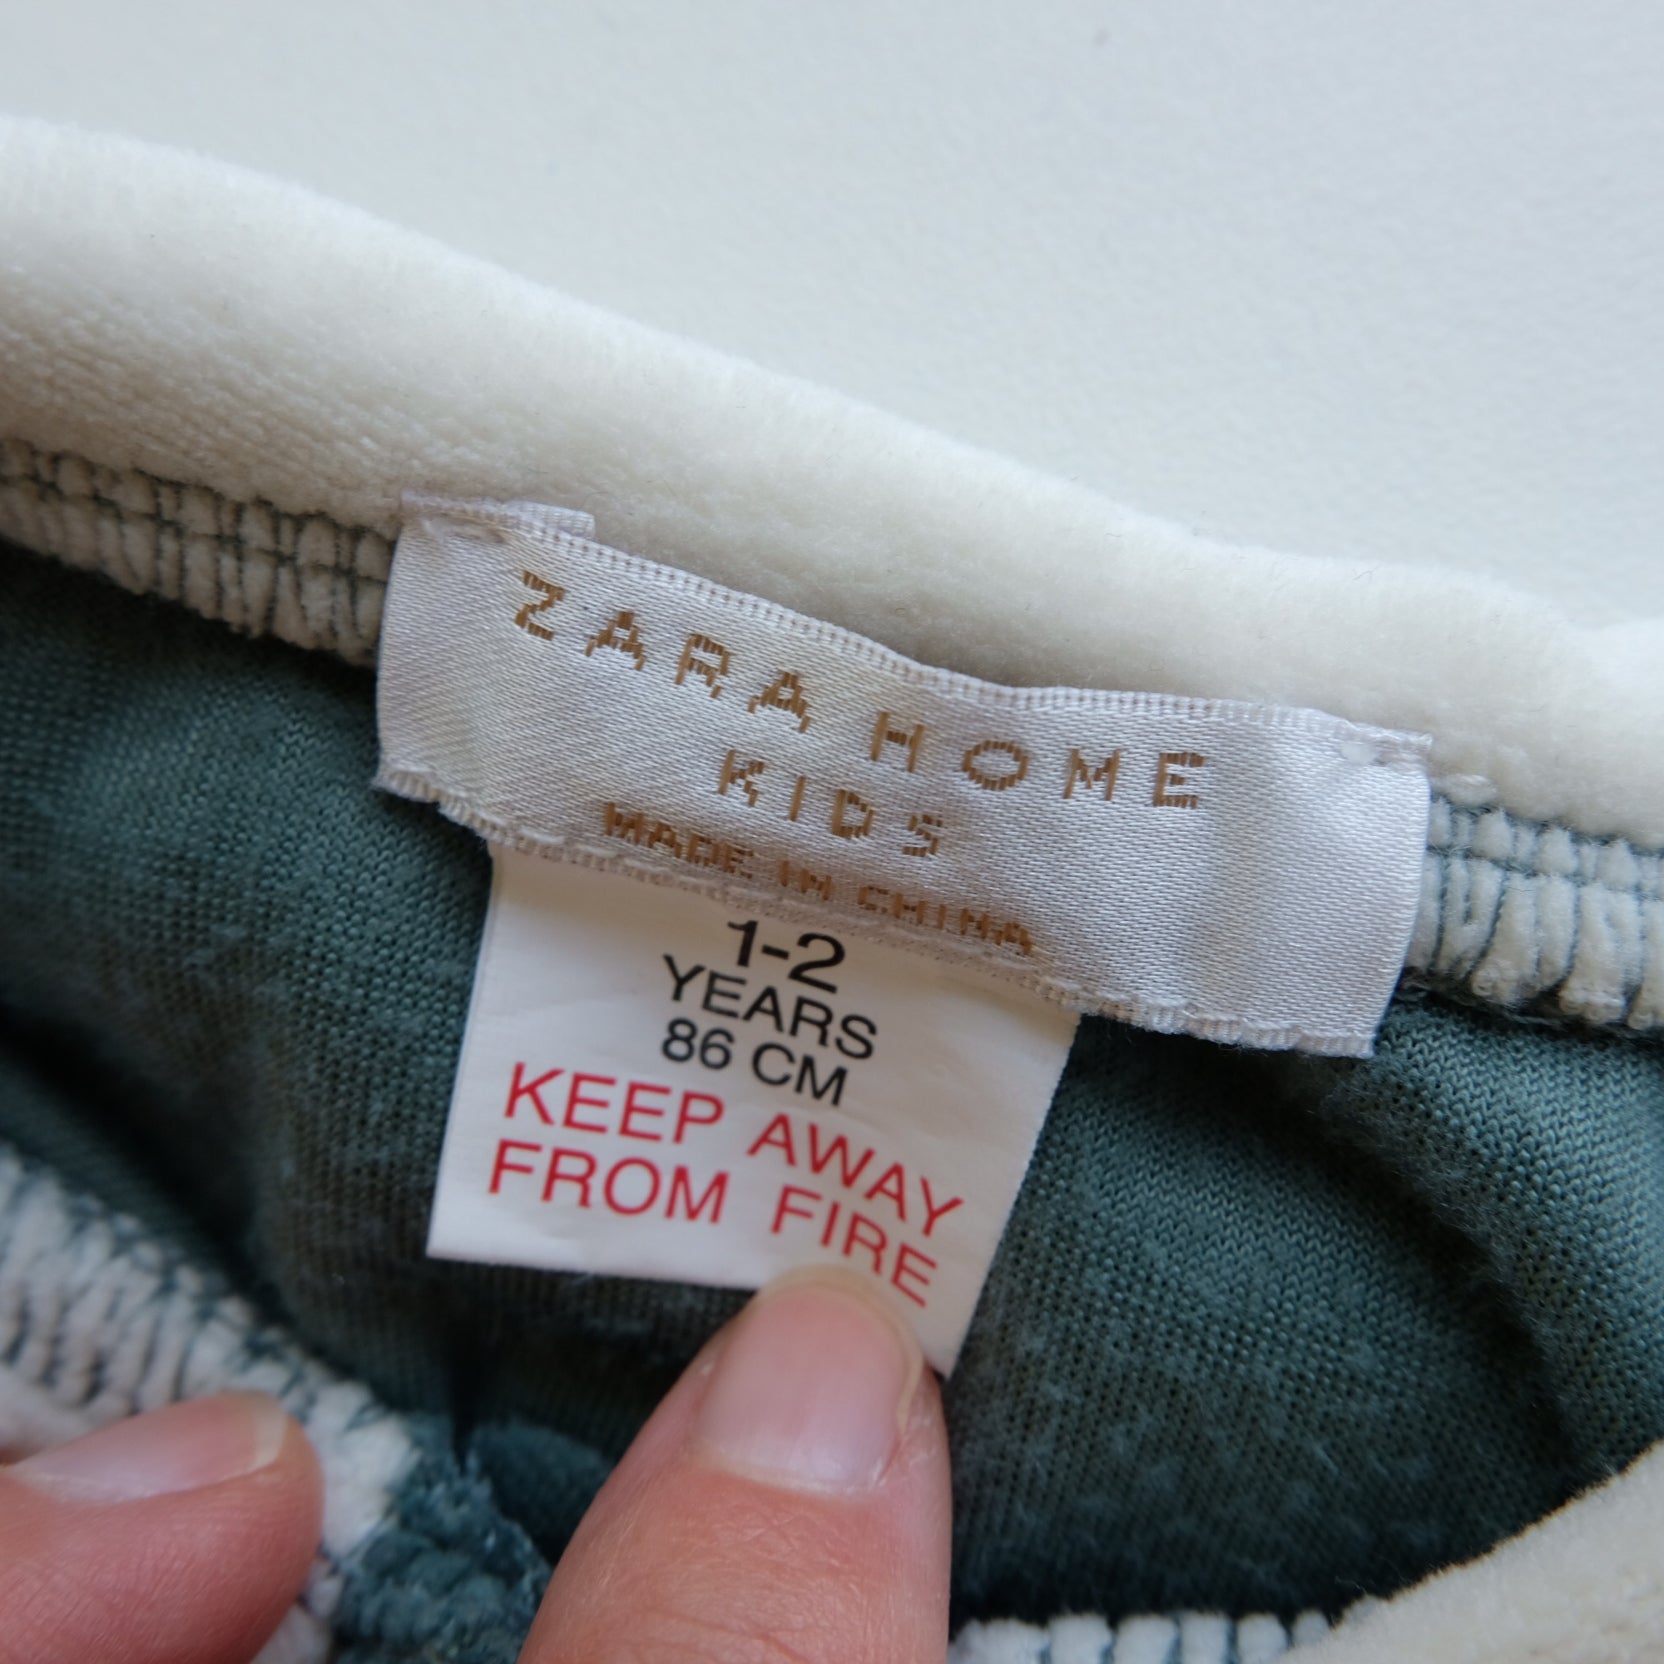 ZARA HOME
KIDS
MADE IN CHINA
1-2
YEARS
86 CM
KEEP AWAY
FROM FIRE